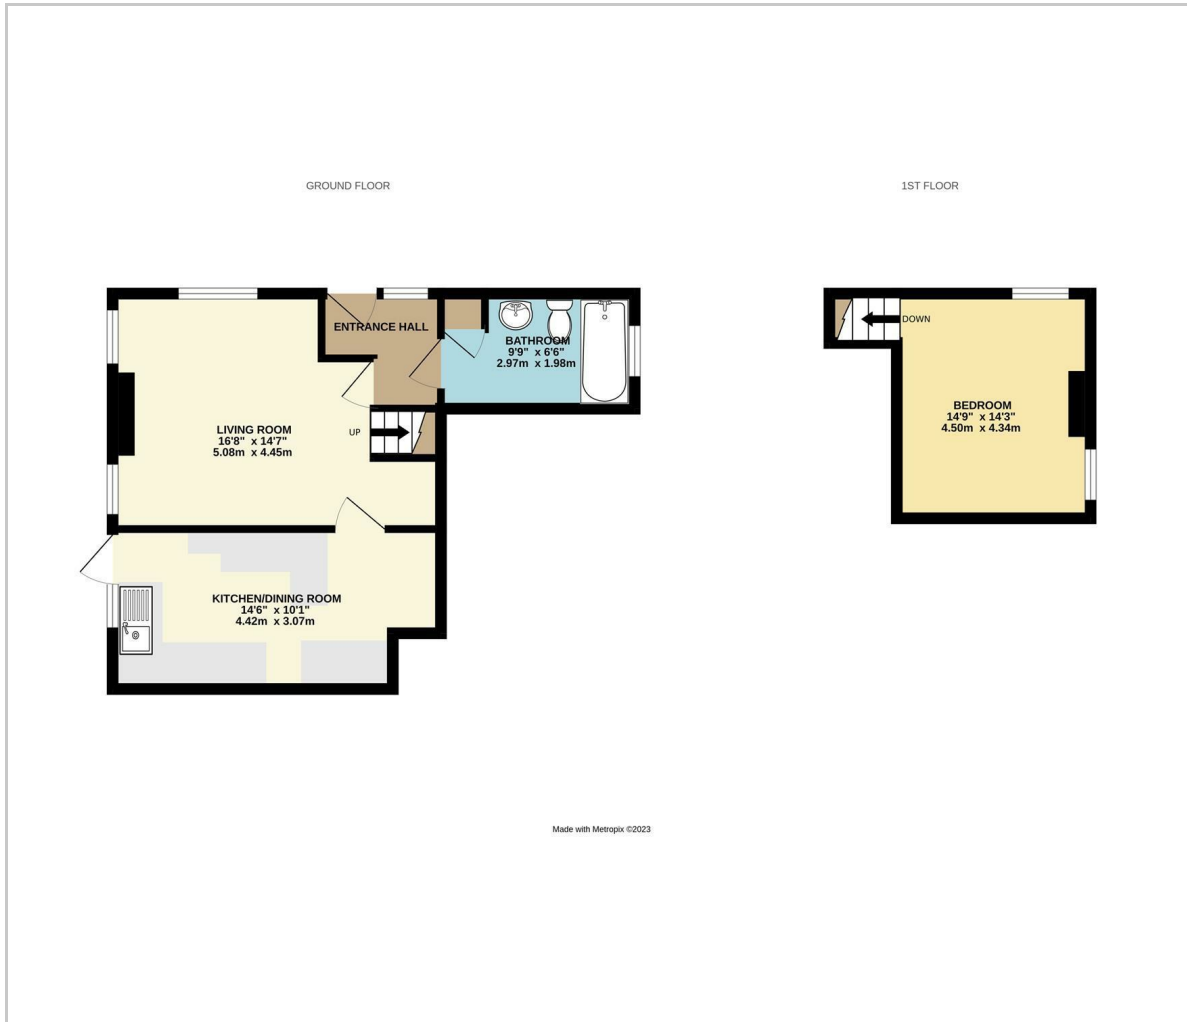 GROUND FLOOR
1ST FLOOR
ENTRANCE HALL
BATHROOM
9'9" x 6'6"
2.97m x 1.98m
DOWN
LIVING ROOM
16'8" x 14'7"
5.08m x 4.45m
UP
BEDROOM
14'9" x 14'3"
4.50m x 4.34m
KITCHEN/DINING ROOM
14'6" x 10'1"
4.42m x 3.07m
Made with Metropix ©2023